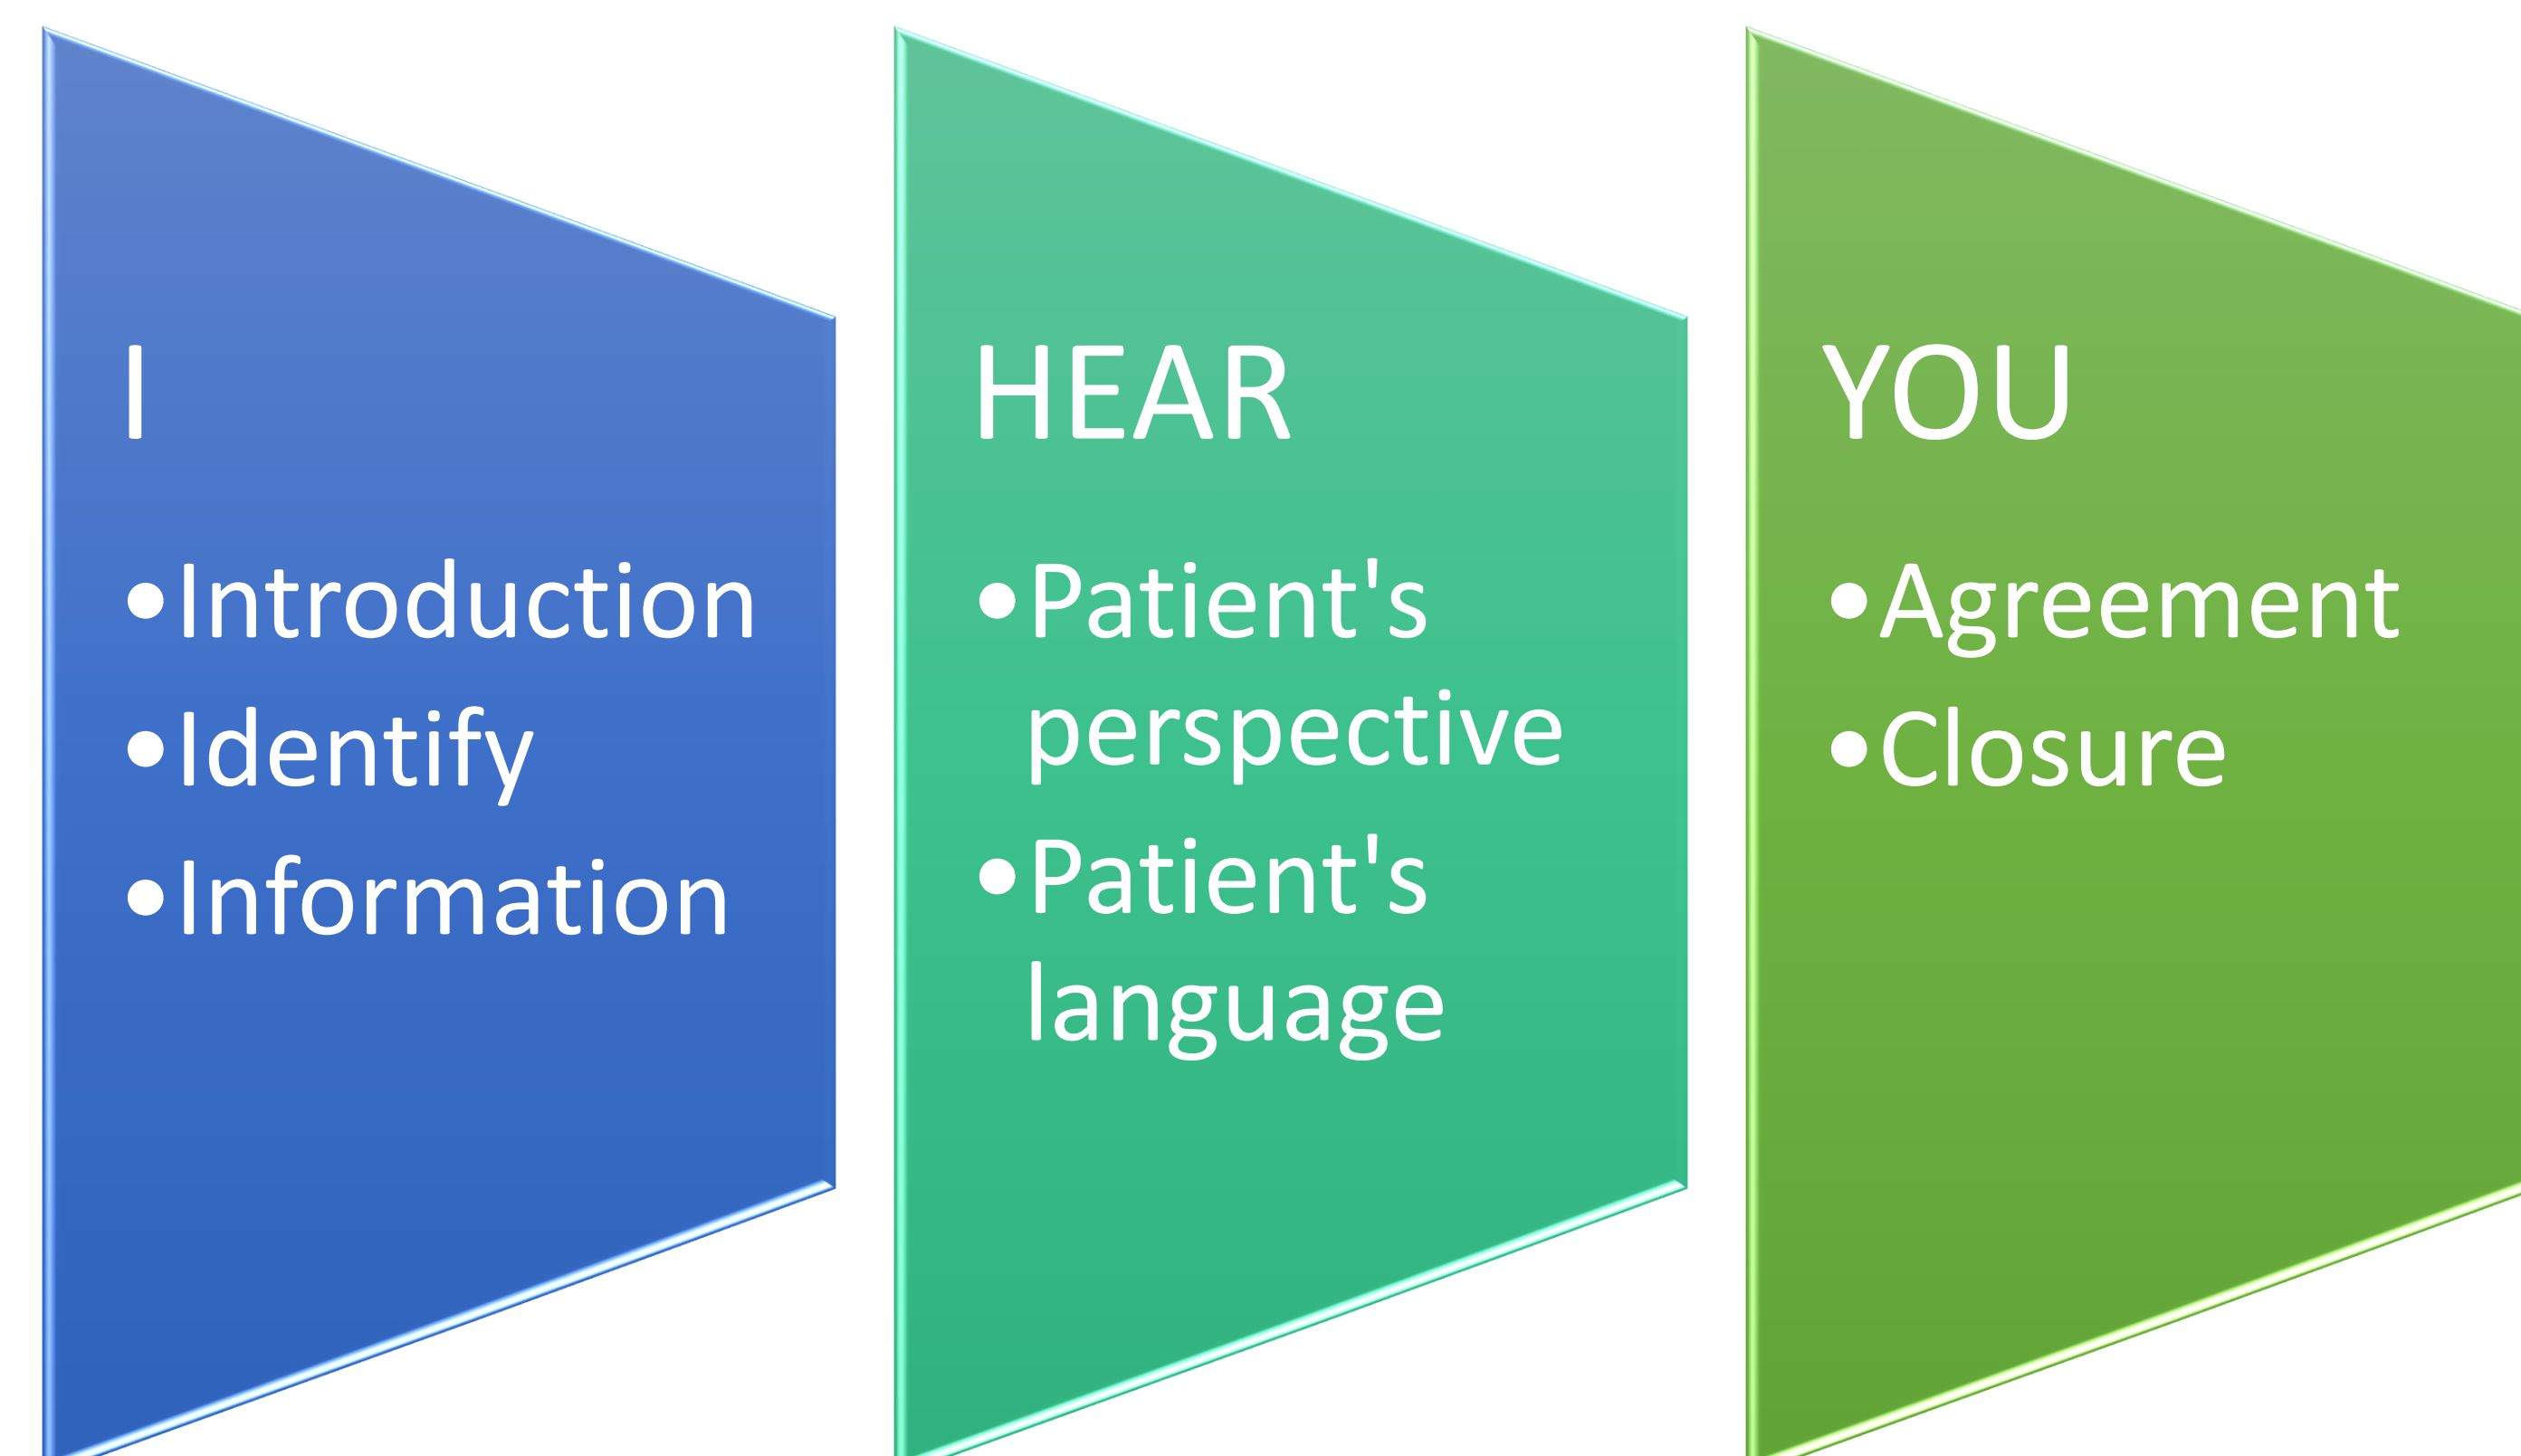 I
•Introduction
•Identify
•Information
HEAR
•Patient's
perspective
•Patient's
language
YOU
•Agreement
•Closure